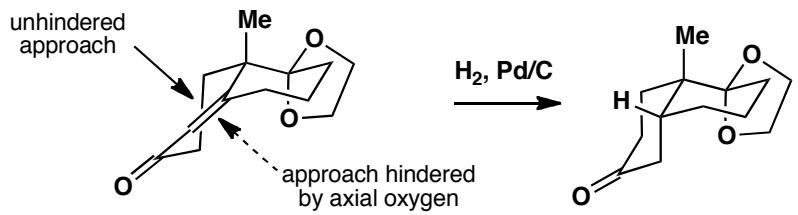 unhindered
approach
Me
O
O
O
H₂, Pd/C
approach hindered
by axial oxygen
Me
O
H
O
O